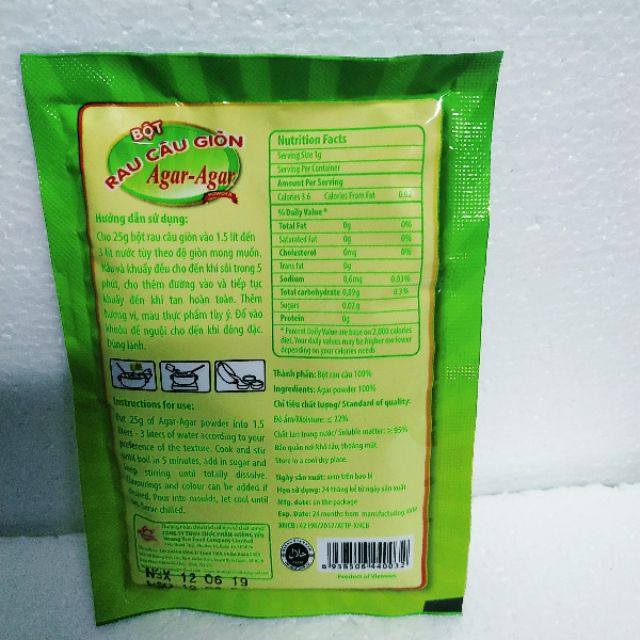 BỘT
RAU CÂU GIÒN
Agar-Agar
POWDER
Hướng dẫn sử dụng:
Cho 25g bột rau câu giòn vào 1.5 lít đến
3 lít nước tùy theo độ giòn mong muốn.
Nấu và khuấy đều cho đến khi sôi trong 5
phút, cho thêm đường vào và tiếp tục
khuấy đến khi tan hoàn toàn. Thêm
hương vị, màu thực phẩm tùy ý. Đổ vào
khuôn để nguội cho đến khi đông đặc.
Dùng lạnh.
Instructions for use:
Put 25g of Agar-Agar powder into 1.5
liters - 3 liters of water according to your
preference of the texture. Cook and stir
until boil in 5 minutes, add in sugar and
keep stirring until totally dissolve.
Flavourings and colour can be added if
desired. Pour into moulds, let cool until
set. Serve chilled.
CÔNG TY TNHH THỰC PHẨM HOÀNG YẾN
Hoang Yen Food Company Limited
NSX 12 06 19
Nutrition Facts
Serving Size 1g
Serving Per Container
Amount Per Serving
Calories 3.6 Calories From Fat 0.02
% Daily Value *
Total Fat 0g 0%
Saturated Fat 0g 0%
Cholesterol 0mg 0%
Trans fat 0g
Sodium 0,6mg 0.03%
Total carbohydrate 0,89g 0.3%
Sugars 0.02g
Protein 0g
* Percent Daily Value are base on 2,000 calories
diet. Your daily values may be higher me lower
depending on your calories needs
Thành phần: Bột rau câu 100%
Ingredients: Agar powder 100%
Chỉ tiêu chất lượng/ Standard of quality:
Độ ẩm/Moisture: ≤ 22%
Chất tan trong nước/ Soluble matter: ≥ 95%
Bảo quản nơi khô ráo, thoáng mát.
Store in a cool dry place.
Ngày sản xuất: xem trên bao bì
Hạn sử dụng: 24 tháng kể từ ngày sản xuất
Mfg. date: on the package
Exp. Date: 24 months from manufacturing date
Product of Vietnam